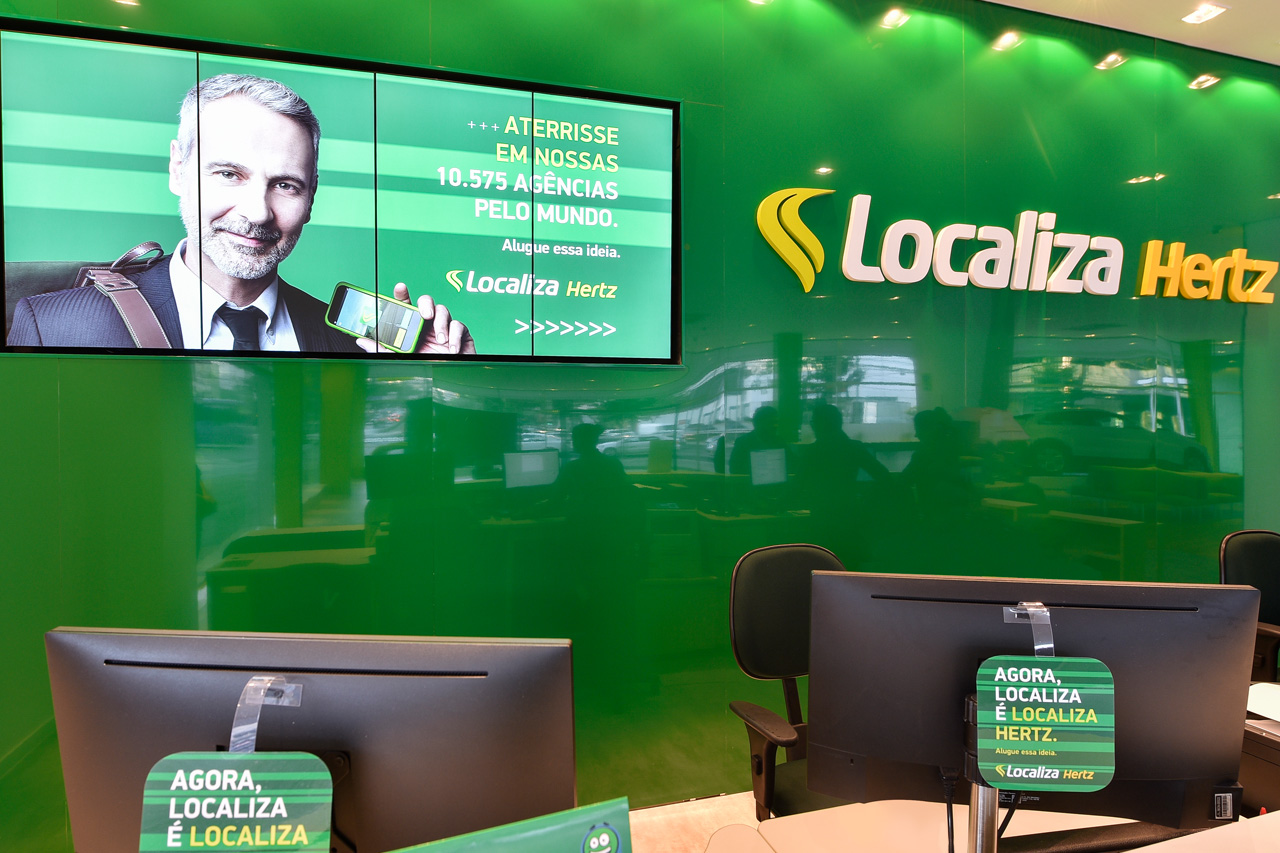 +++ ATERRISSE
EM NOSSAS
10.575 AGÊNCIAS
PELO MUNDO.
Alugue essa ideia.
Localiza Hertz
>>>>>>>
Localiza Hertz
AGORA,
LOCALIZA
É LOCALIZA
HERTZ.
Alugue essa ideia.
Localiza Hertz
AGORA,
LOCALIZA
É LOCALIZA